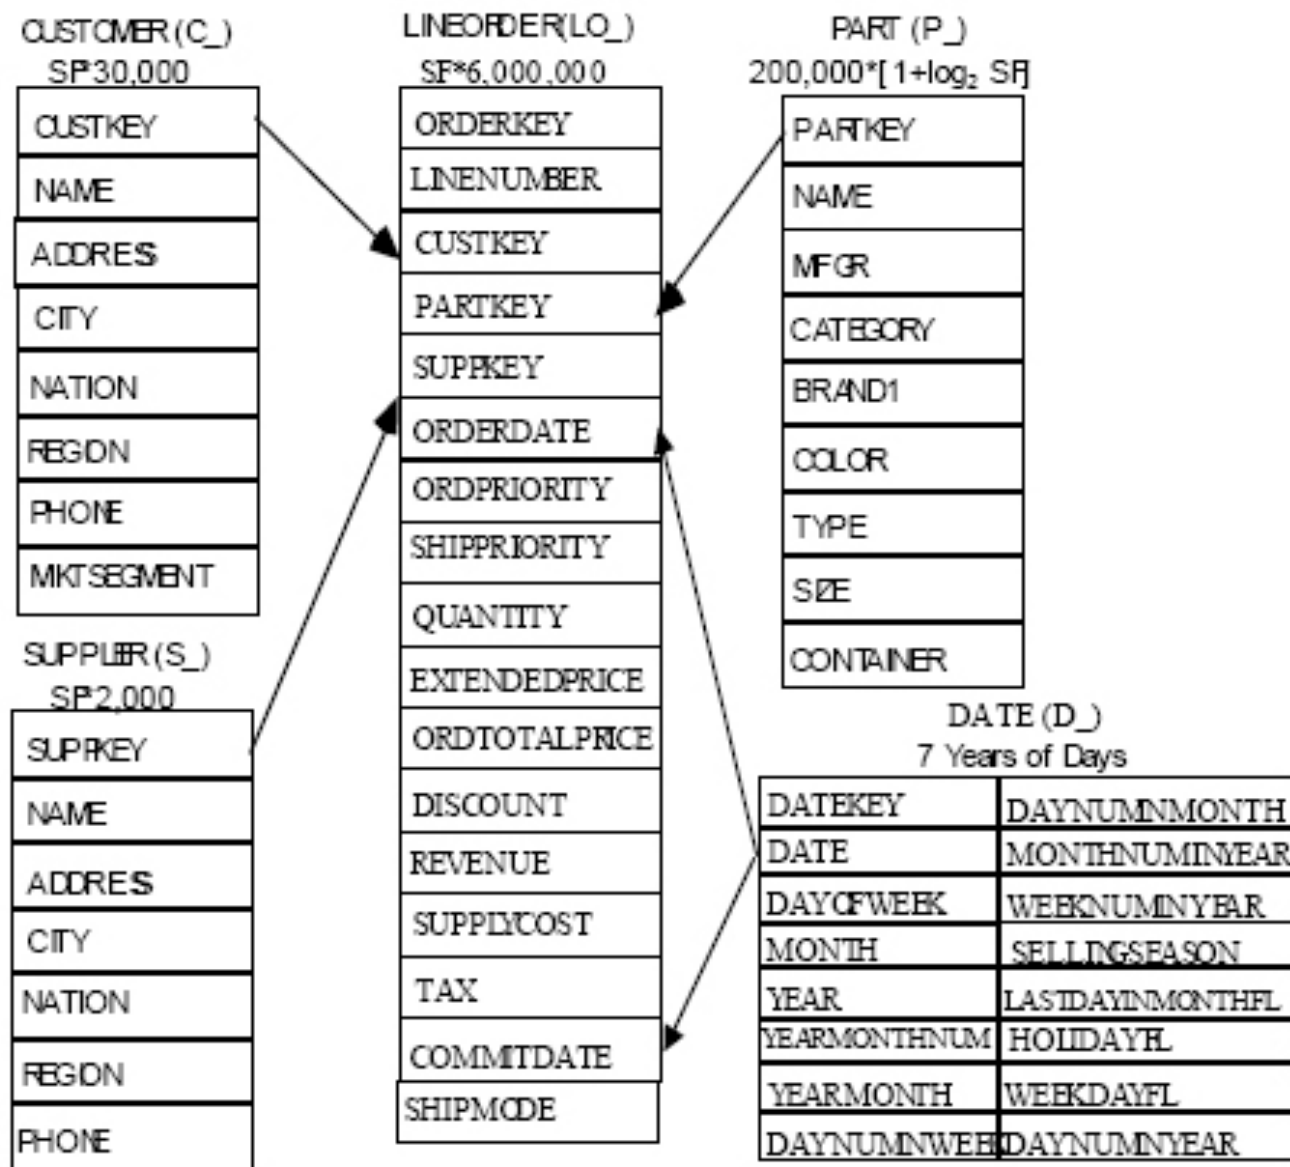 CUSTOMER (C_)
SF*30,000
CUSTKEY
NAME
ADDRESS
CITY
NATION
REGION
PHONE
MKTSEGMENT
SUPPLIER (S_)
SF*2,000
SUPPKEY
NAME
ADDRESS
CITY
NATION
REGION
PHONE
LINEORDER(LO_)
SF*6,000,000
ORDERKEY
LINENUMBER
CUSTKEY
PARTKEY
SUPPKEY
ORDERDATE
ORDPRIORITY
SHIPPRIORITY
QUANTITY
EXTENDEDPRICE
ORDTOTALPRICE
DISCOUNT
REVENUE
SUPPLYCOST
TAX
COMMITDATE
SHIPMODE
PART (P_)
200,000*[1+log₂ SF]
PARTKEY
NAME
MFGR
CATEGORY
BRAND1
COLOR
TYPE
SIZE
CONTAINER
DATE (D_)
7 Years of Days
DATEKEY
DATE
DAYOFWEEK
MONTH
YEAR
YEARMONTHNUM
YEARMONTH
DAYNUMINWEEK
DAYNUMINMONTH
MONTHNUMINYEAR
WEEKNUMINYEAR
SELLINGSEASON
LASTDAYINMONTHFL
HOLIDAYFL
WEEKDAYFL
DAYNUMINYEAR